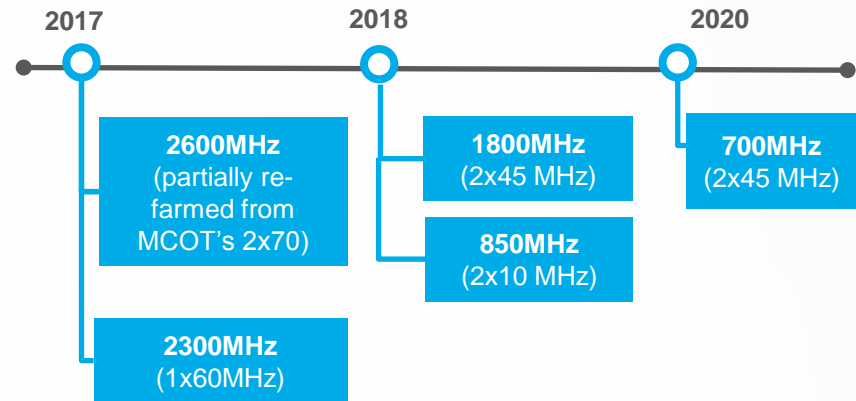 2017
2018
2020
2600MHz
(partially re-
farmed from
MCOT's 2x70)
2300MHz
(1x60MHz)
1800MHz
(2x45 MHz)
850MHz
(2x10 MHz)
700MHz
(2x45 MHz)